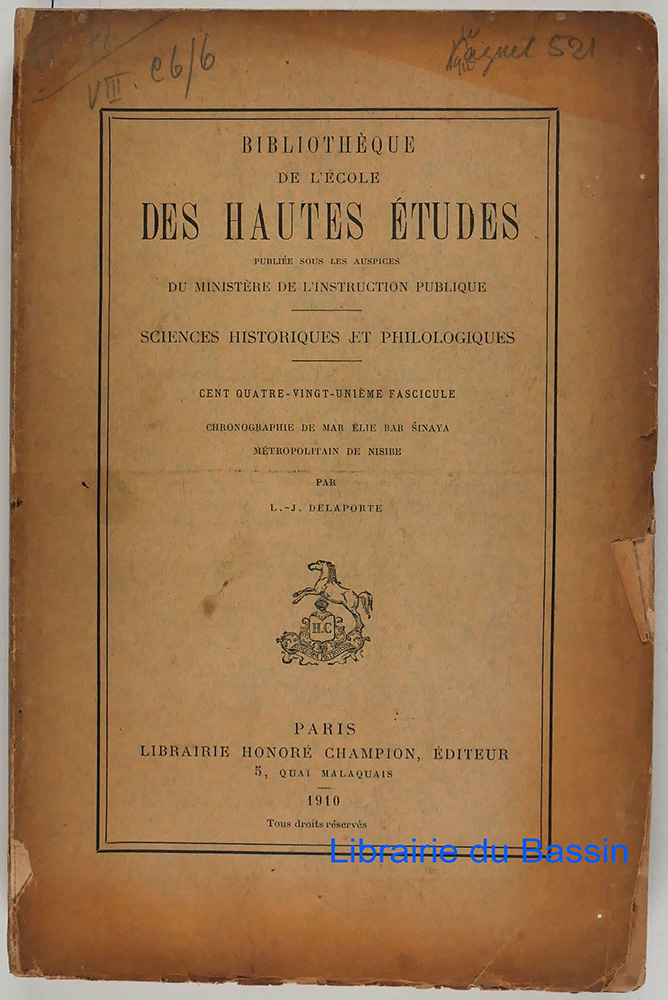 VIII. C6/6
521
BIBLIOTHÈQUE
DE L'ÉCOLE
DES HAUTES ÉTUDES
PUBLIÉE SOUS LES AUSPICES
DU MINISTÈRE DE L'INSTRUCTION PUBLIQUE
SCIENCES HISTORIQUES ET PHILOLOGIQUES
CENT QUATRE-VINGT-UNIÈME FASCICULE
CHRONOGRAPHIE DE MAR ÉLIE BAR ŠINAYA
MÉTROPOLITAIN DE NISIBE
PAR
L.-J. DELAPORTE
H.C
PARIS
LIBRAIRIE HONORÉ CHAMPION, ÉDITEUR
5, QUAI MALAQUAIS
1910
Tous droits réservés
Librairie du Bassin